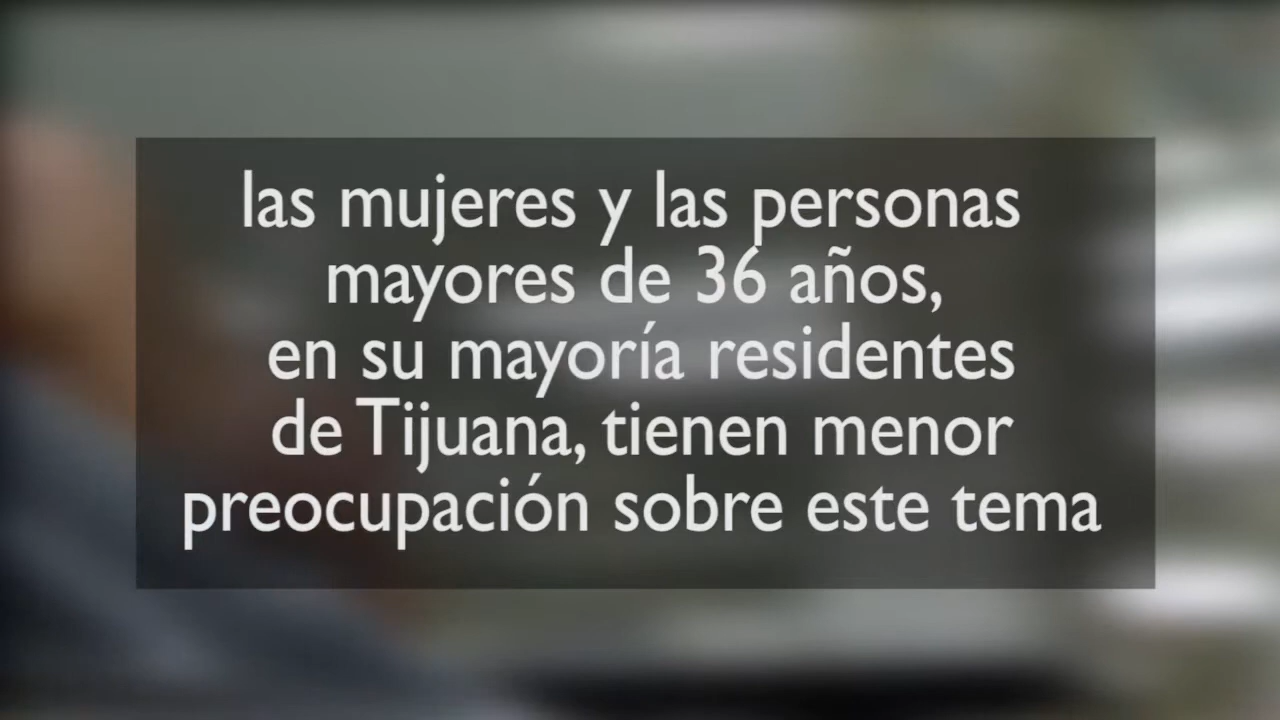 las mujeres y las personas
mayores de 36 años,
en su mayoría residentes
de Tijuana, tienen menor
preocupación sobre este tema